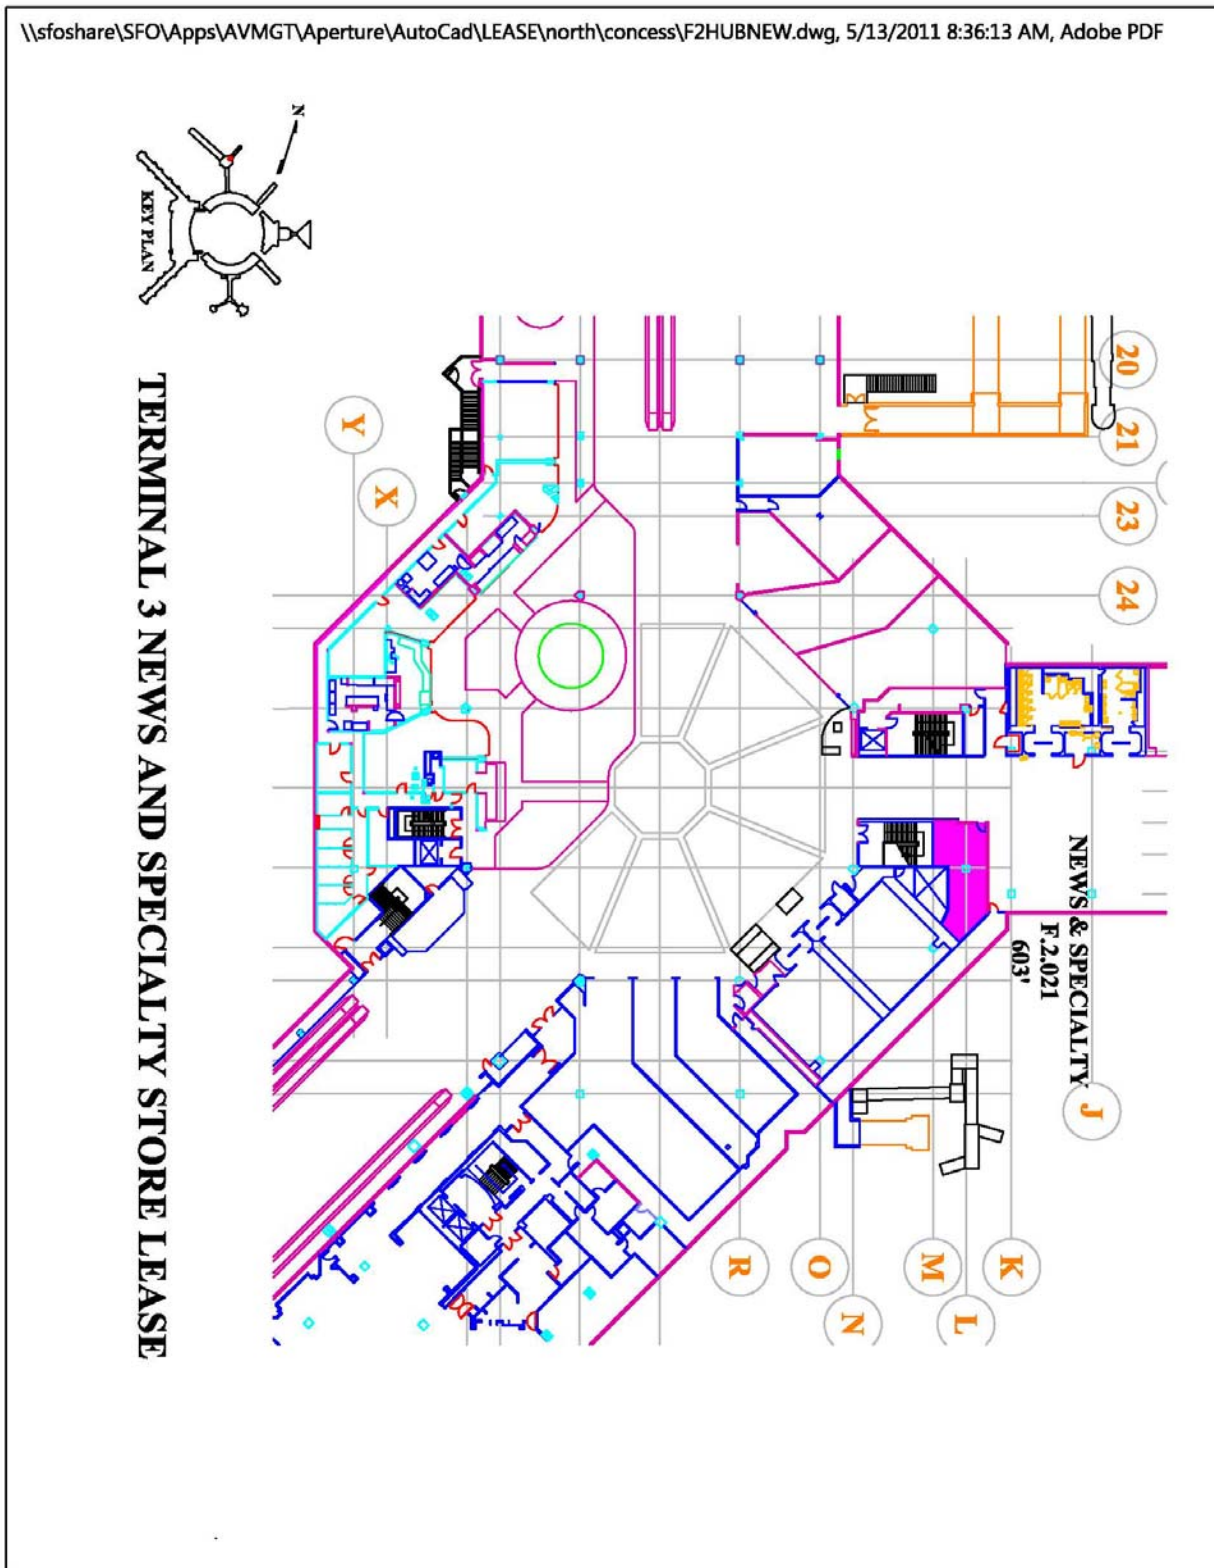 \\sfoshare\SFO\Apps\AVMGT\Aperture\AutoCad\LEASE\north\concess\F2HUBNEW.dwg, 5/13/2011 8:36:13 AM, Adobe PDF
N
KEY PLAN
TERMINAL 3 NEWS AND SPECIALTY STORE LEASE
20
21
23
24
Y
X
NEWS & SPECIALTY
F.2.021
603'
J
K
L
M
N
O
R